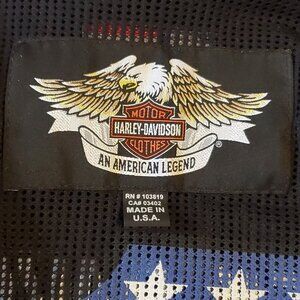 MOTOR
HARLEY-DAVIDSON
CLOTHES
®
AN AMERICAN LEGEND
RN # 103819
CA# 03402
MADE IN
U.S.A.